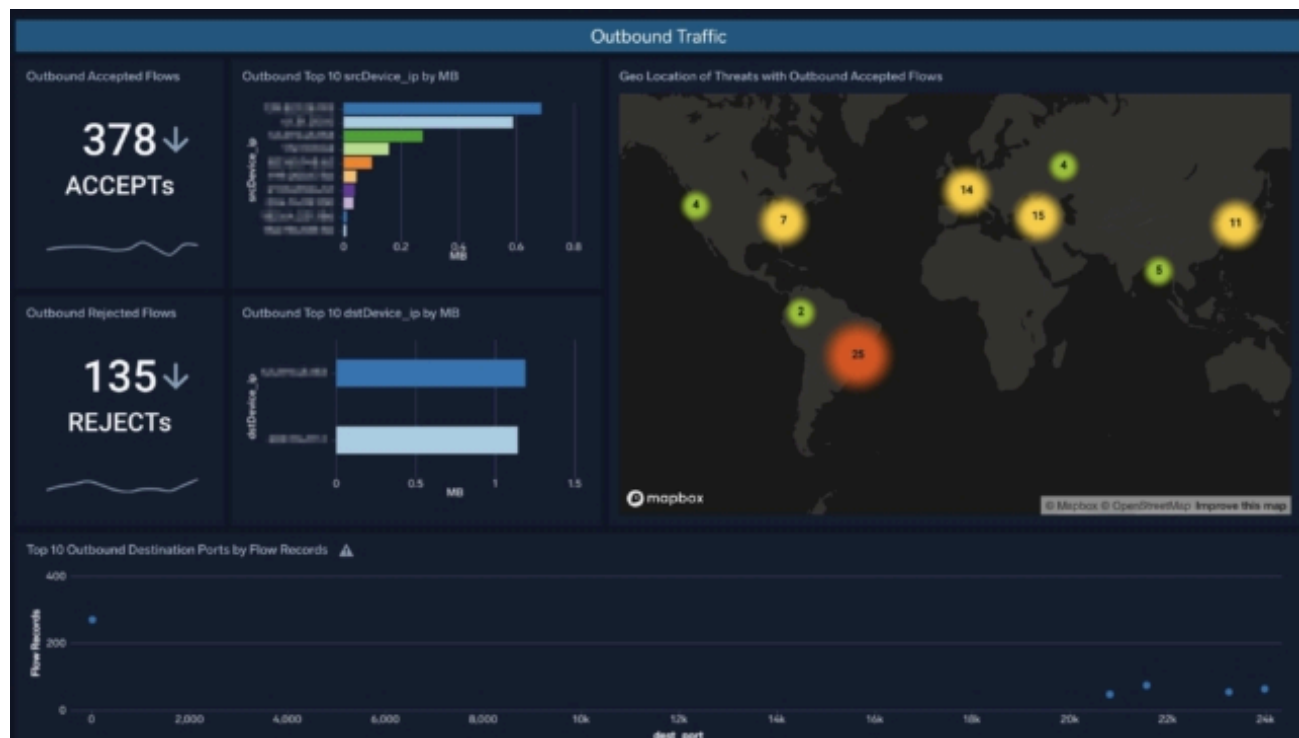 Outbound Traffic
Outbound Accepted Flows
378
ACCEPTs
Outbound Top 10 srcDevice_ip by MB
srcDevice_ip
0 0.2 0.4 0.6 0.8
MB
Geo Location of Threats with Outbound Accepted Flows
4
7
14
15
4
11
5
2
25
mapbox
© Mapbox © OpenStreetMap Improve this map
Outbound Rejected Flows
135
REJECTs
Outbound Top 10 dstDevice_ip by MB
dstDevice_ip
0 0.5 1 1.5
MB
Top 10 Outbound Destination Ports by Flow Records
Flow Records
400
200
0
0 2,000 4,000 6,000 8,000 10k 12k 14k 16k 18k 20k 22k 24k
dest_port